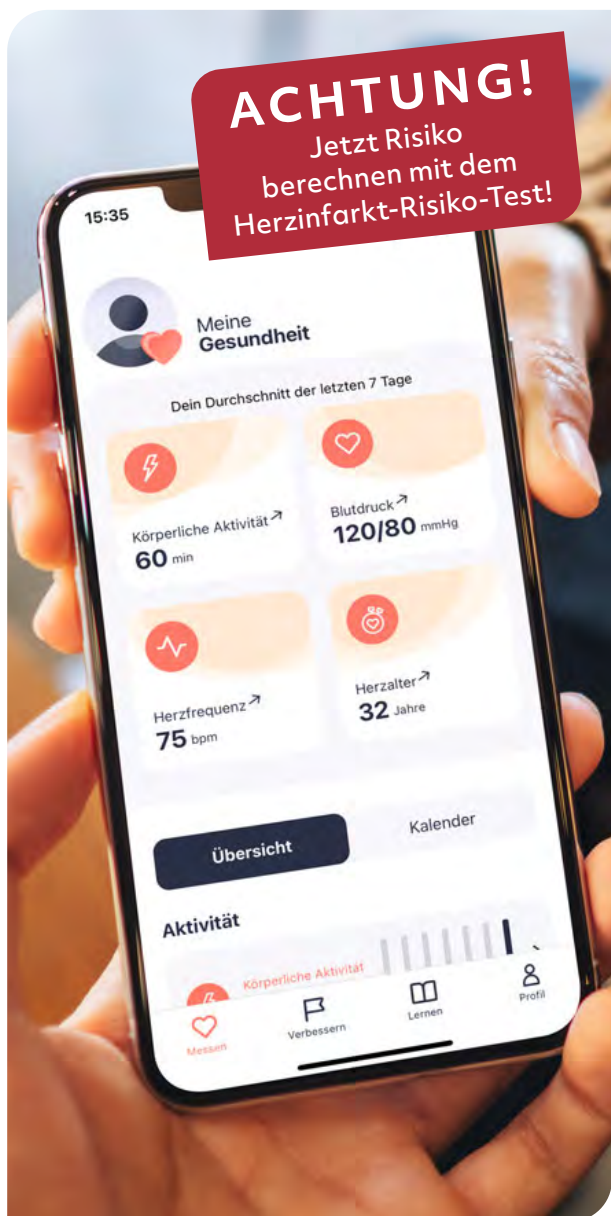 ACHTUNG!
Jetzt Risiko
berechnen mit dem
Herzinfarkt-Risiko-Test!
15:35
Meine
Gesundheit
Dein Durchschnitt der letzten 7 Tage
Körperliche Aktivität
60 min
Blutdruck
120/80 mmHg
Herzfrequenz
75 bpm
Herzalter
32 Jahre
Übersicht
Kalender
Aktivität
Körperliche Aktivität
Messen
Verbessern
Lernen
Profil